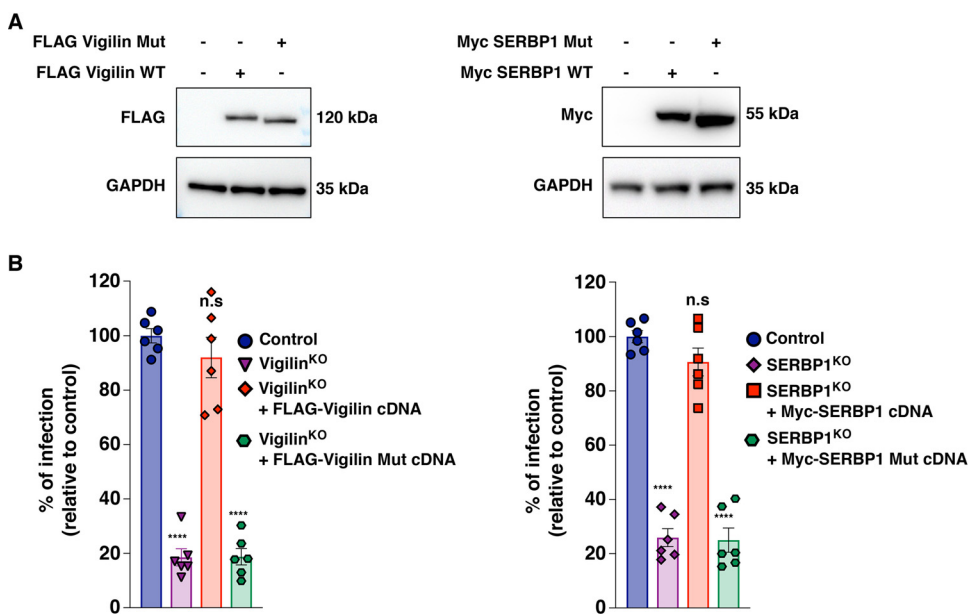 A
FLAG Vigilin Mut - - +
FLAG Vigilin WT - + -
FLAG 120 kDa
GAPDH 35 kDa
Myc SERBP1 Mut - - +
Myc SERBP1 WT - + -
Myc 55 kDa
GAPDH 35 kDa
B
% of infection
(relative to control)
120
100
80
60
40
20
0
****
n.s
****
Control
VigilinKO
VigilinKO
+ FLAG-Vigilin cDNA
VigilinKO
+ FLAG-Vigilin Mut cDNA
% of infection
(relative to control)
120
100
80
60
40
20
0
****
n.s
****
Control
SERBP1KO
SERBP1KO
+ Myc-SERBP1 cDNA
SERBP1KO
+ Myc-SERBP1 Mut cDNA